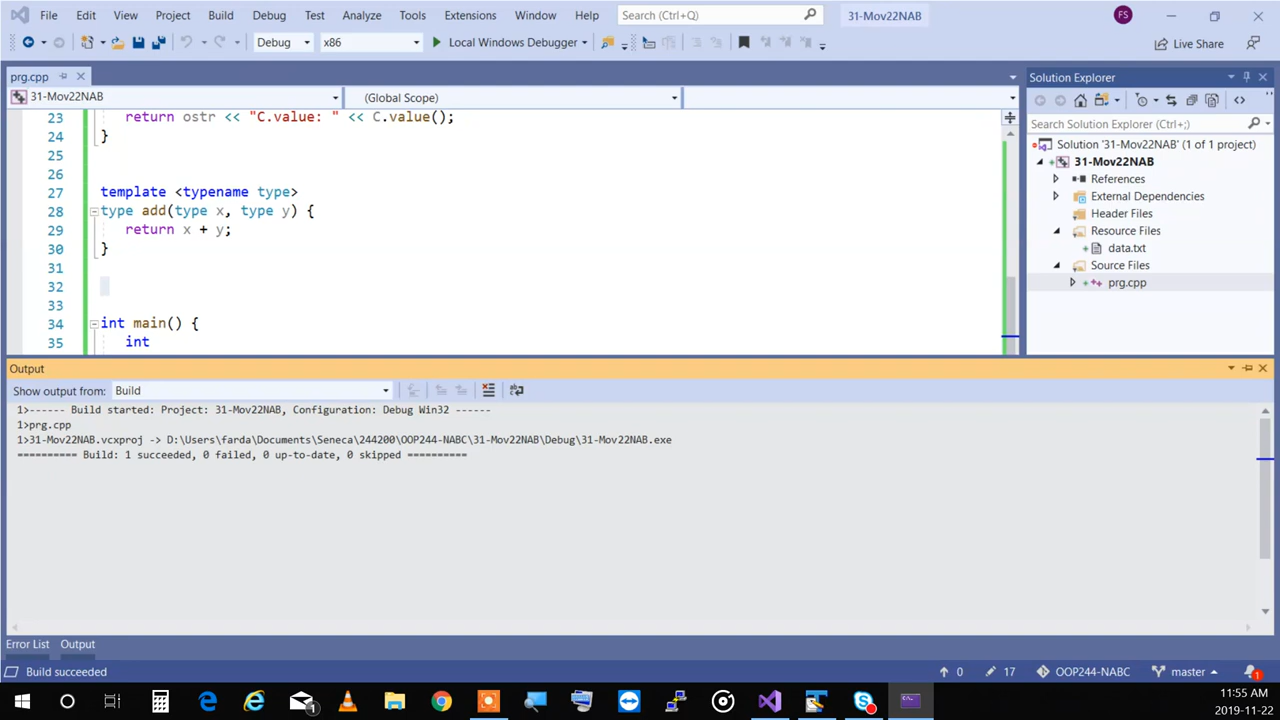 File Edit View Project Build Debug Test Analyze Tools Extensions Window Help Search (Ctrl+Q) 31-Mov22NAB FS
Debug x86 Local Windows Debugger Live Share
prg.cpp
31-Mov22NAB (Global Scope)
23 return ostr << "C.value: " << C.value();
24 }
25
26
27 template <typename type>
28 type add(type x, type y) {
29 return x + y;
30 }
31
32
33
34 int main() {
35 int
Solution Explorer
Search Solution Explorer (Ctrl+;)
Solution '31-Mov22NAB' (1 of 1 project)
31-Mov22NAB
References
External Dependencies
Header Files
Resource Files
data.txt
Source Files
prg.cpp
Output
Show output from: Build
1>------ Build started: Project: 31-Mov22NAB, Configuration: Debug Win32 ------
1>prg.cpp
1>31-Mov22NAB.vcxproj -> D:\Users\farda\Documents\Seneca\244200\OOP244-NABC\31-Mov22NAB\Debug\31-Mov22NAB.exe
========== Build: 1 succeeded, 0 failed, 0 up-to-date, 0 skipped ==========
Error List Output
Build succeeded 0 17 OOP244-NABC master 1
1
11:55 AM
2019-11-22